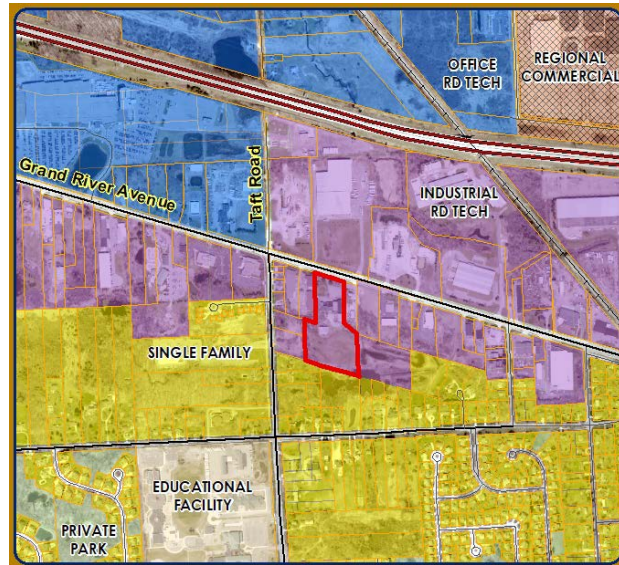 OFFICE
RD TECH
REGIONAL
COMMERCIAL
Grand River Avenue
Taft Road
INDUSTRIAL
RD TECH
SINGLE FAMILY
EDUCATIONAL
FACILITY
PRIVATE
PARK